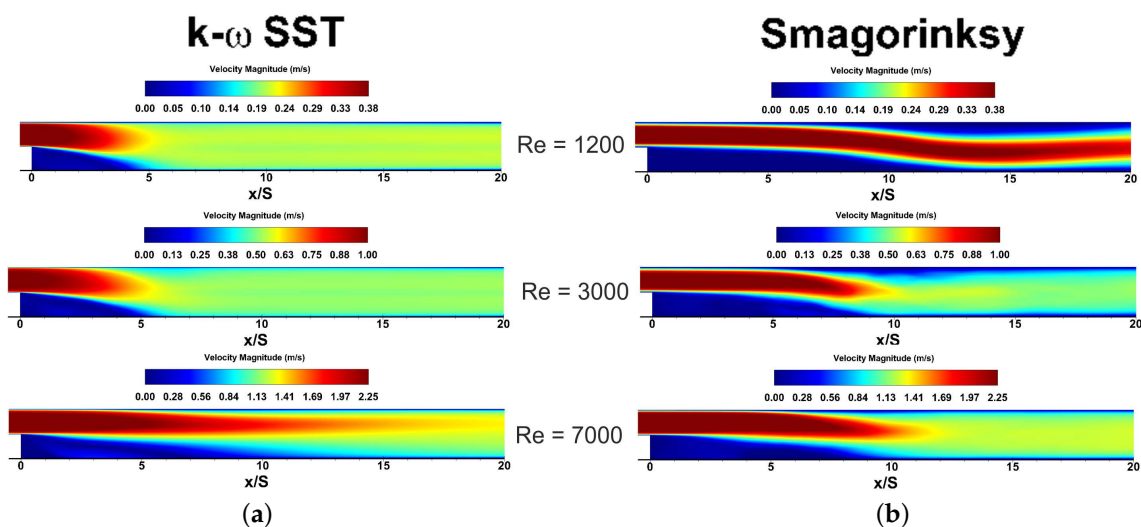 k-ω SST
Smagorinksy
Velocity Magnitude (m/s)
0.00 0.05 0.10 0.14 0.19 0.24 0.29 0.33 0.38
0 5 10 15 20
x/S
Re = 1200
Velocity Magnitude (m/s)
0.00 0.05 0.10 0.14 0.19 0.24 0.29 0.33 0.38
0 5 10 15 20
x/S
Velocity Magnitude (m/s)
0.00 0.13 0.25 0.38 0.50 0.63 0.75 0.88 1.00
0 5 10 15 20
x/S
Re = 3000
Velocity Magnitude (m/s)
0.00 0.13 0.25 0.38 0.50 0.63 0.75 0.88 1.00
0 5 10 15 20
x/S
Velocity Magnitude (m/s)
0.00 0.28 0.56 0.84 1.13 1.41 1.69 1.97 2.25
0 5 10 15 20
x/S
Re = 7000
Velocity Magnitude (m/s)
0.00 0.28 0.56 0.84 1.13 1.41 1.69 1.97 2.25
0 5 10 15 20
x/S
(a)
(b)